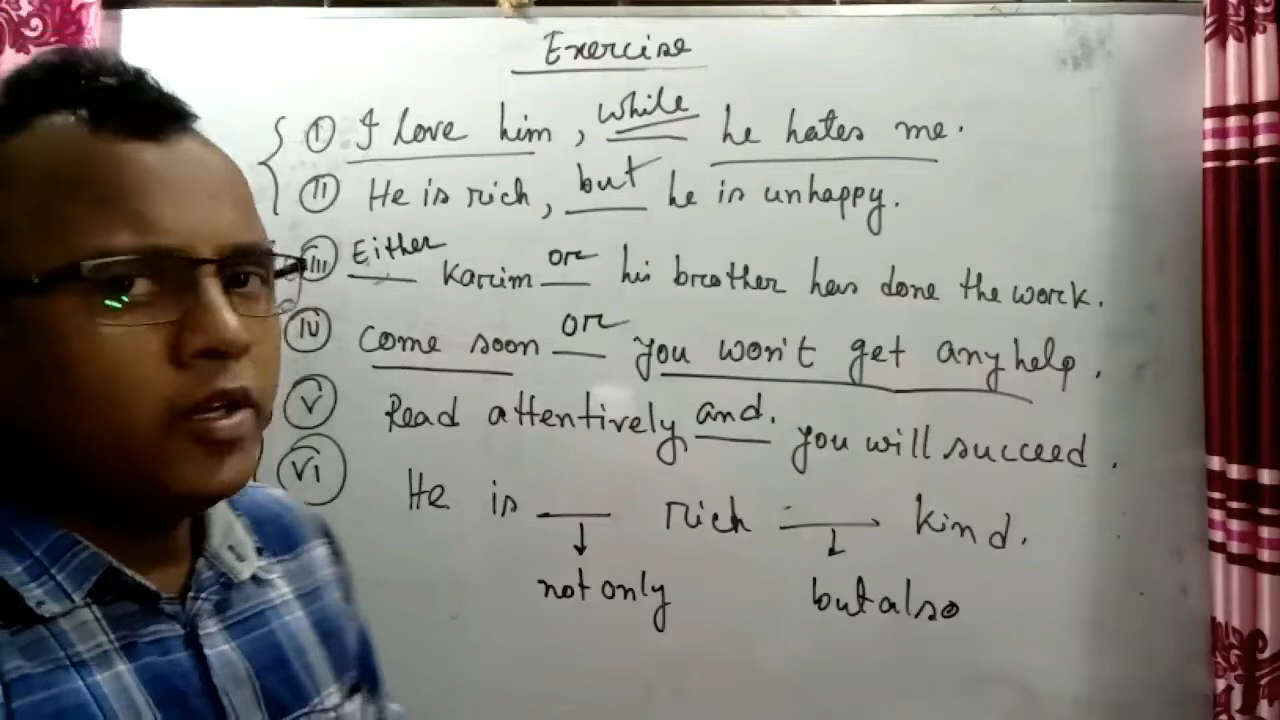 Exercise
(i) I love him, while he hates me.
(ii) He is rich, but he is unhappy.
(iii) Either Karim or his brother has done the work.
(iv) Come soon or you won't get any help.
(v) Read attentively and you will succeed.
(vi) He is ___ rich ___ kind.
not only but also